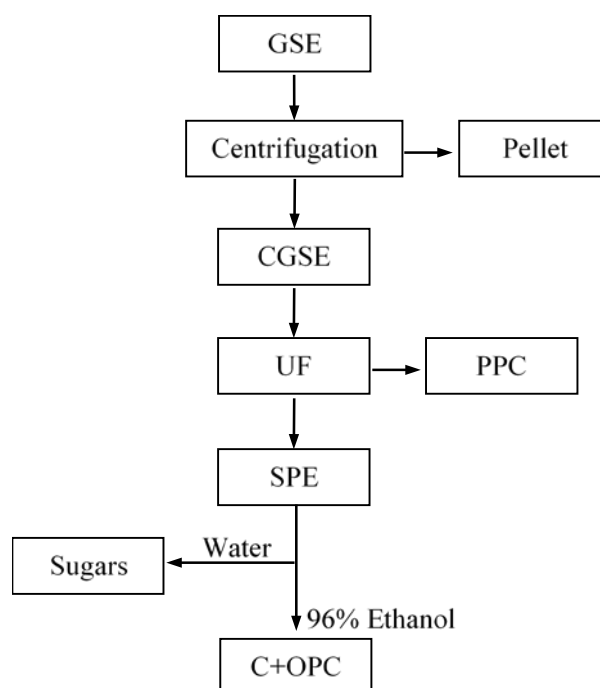 GSE
Centrifugation
Pellet
CGSE
UF
PPC
SPE
Water
Sugars
96% Ethanol
C+OPC